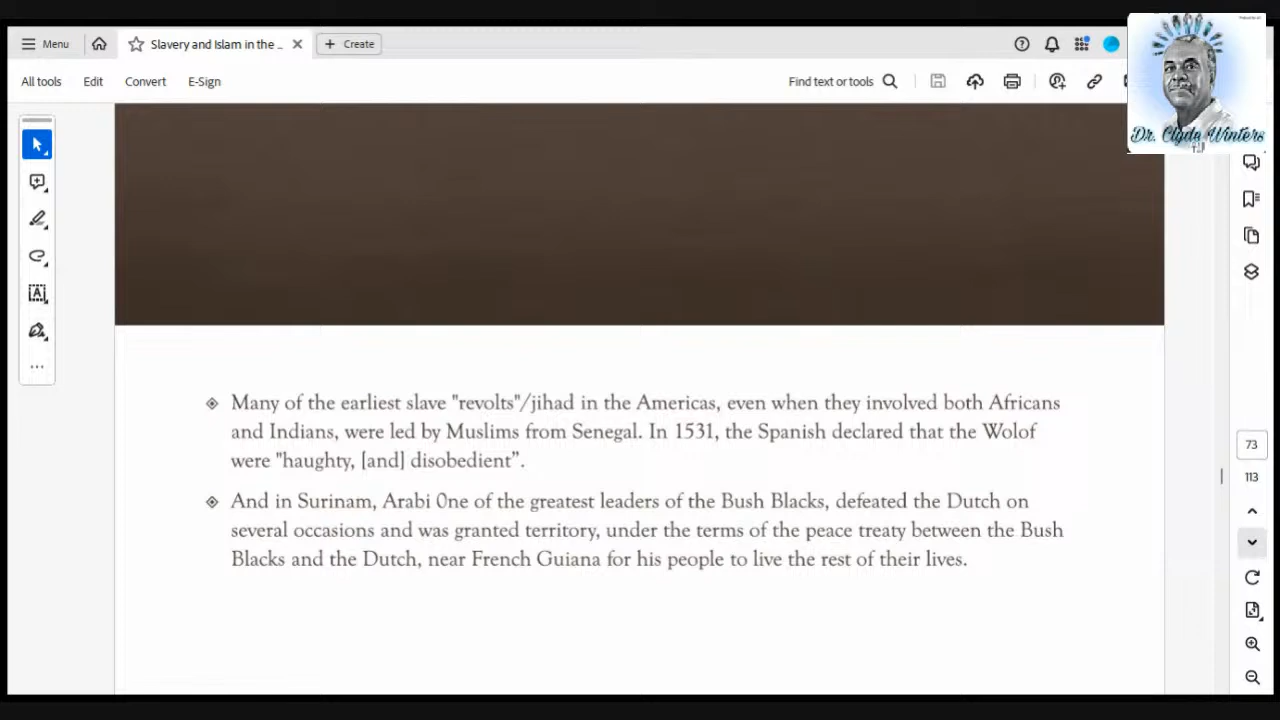 Menu
Slavery and Islam in the ...
Create
All tools
Edit
Convert
E-Sign
Find text or tools
Dr. Clyde Winters
Many of the earliest slave "revolts"/jihad in the Americas, even when they involved both Africans
and Indians, were led by Muslims from Senegal. In 1531, the Spanish declared that the Wolof
were "haughty, [and] disobedient”.
And in Surinam, Arabi 0ne of the greatest leaders of the Bush Blacks, defeated the Dutch on
several occasions and was granted territory, under the terms of the peace treaty between the Bush
Blacks and the Dutch, near French Guiana for his people to live the rest of their lives.
73
113